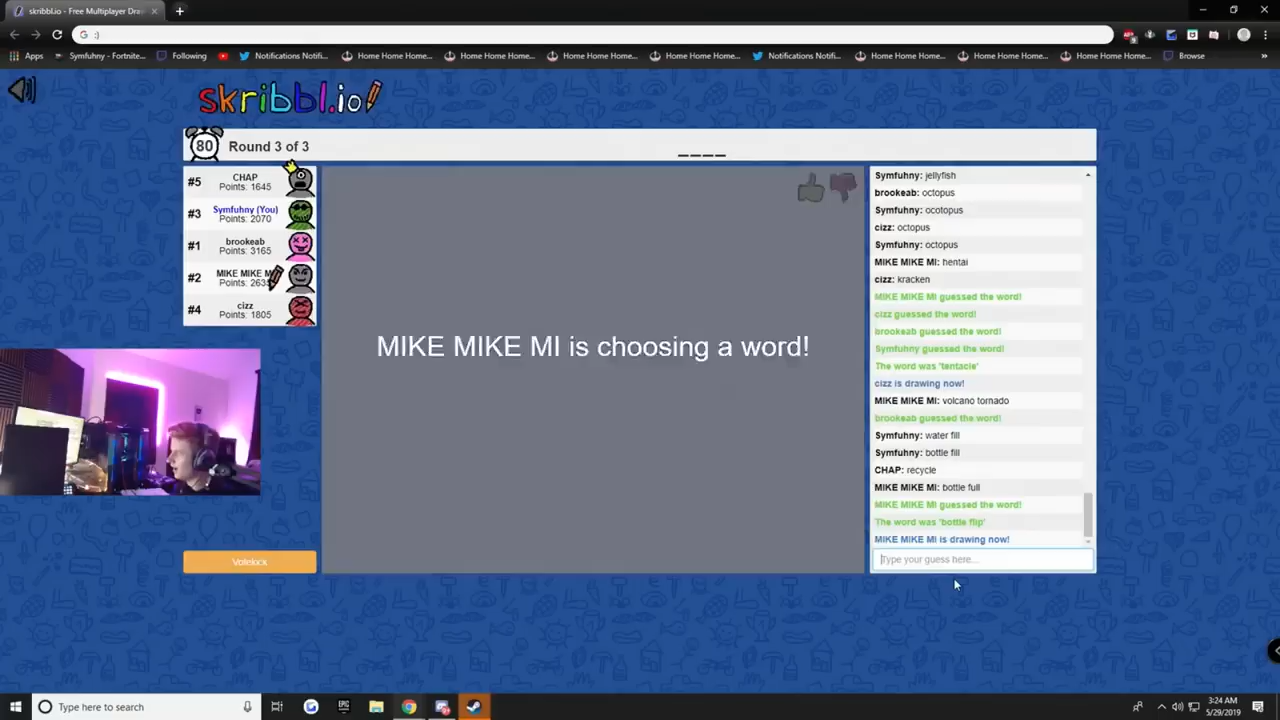 skribbl.io - Free Multiplayer Dra
:)
Apps
Symfuhny - Fortnite...
Following
Notifications Notifi...
Home Home Home...
Home Home Home...
Home Home Home...
Home Home Home...
Notifications Notifi...
Home Home Home...
Home Home Home...
Home Home Home...
Browse
skribbl.io
80
Round 3 of 3
____
#5
CHAP
Points: 1645
#3
Symfuhny (You)
Points: 2070
#1
brookeab
Points: 3165
#2
MIKE MIKE M
Points: 263
#4
cizz
Points: 1805
Votekick
MIKE MIKE MI is choosing a word!
Symfuhny: jellyfish
brookeab: octopus
Symfuhny: ocotopus
cizz: octopus
Symfuhny: octopus
MIKE MIKE MI: hentai
cizz: kracken
MIKE MIKE MI guessed the word!
cizz guessed the word!
brookeab guessed the word!
Symfuhny guessed the word!
The word was 'tentacle'
cizz is drawing now!
MIKE MIKE MI: volcano tornado
brookeab guessed the word!
Symfuhny: water fill
Symfuhny: bottle fill
CHAP: recycle
MIKE MIKE MI: bottle full
MIKE MIKE MI guessed the word!
The word was 'bottle flip'
MIKE MIKE MI is drawing now!
Type your guess here...
Type here to search
EPIC
3:24 AM
5/29/2019